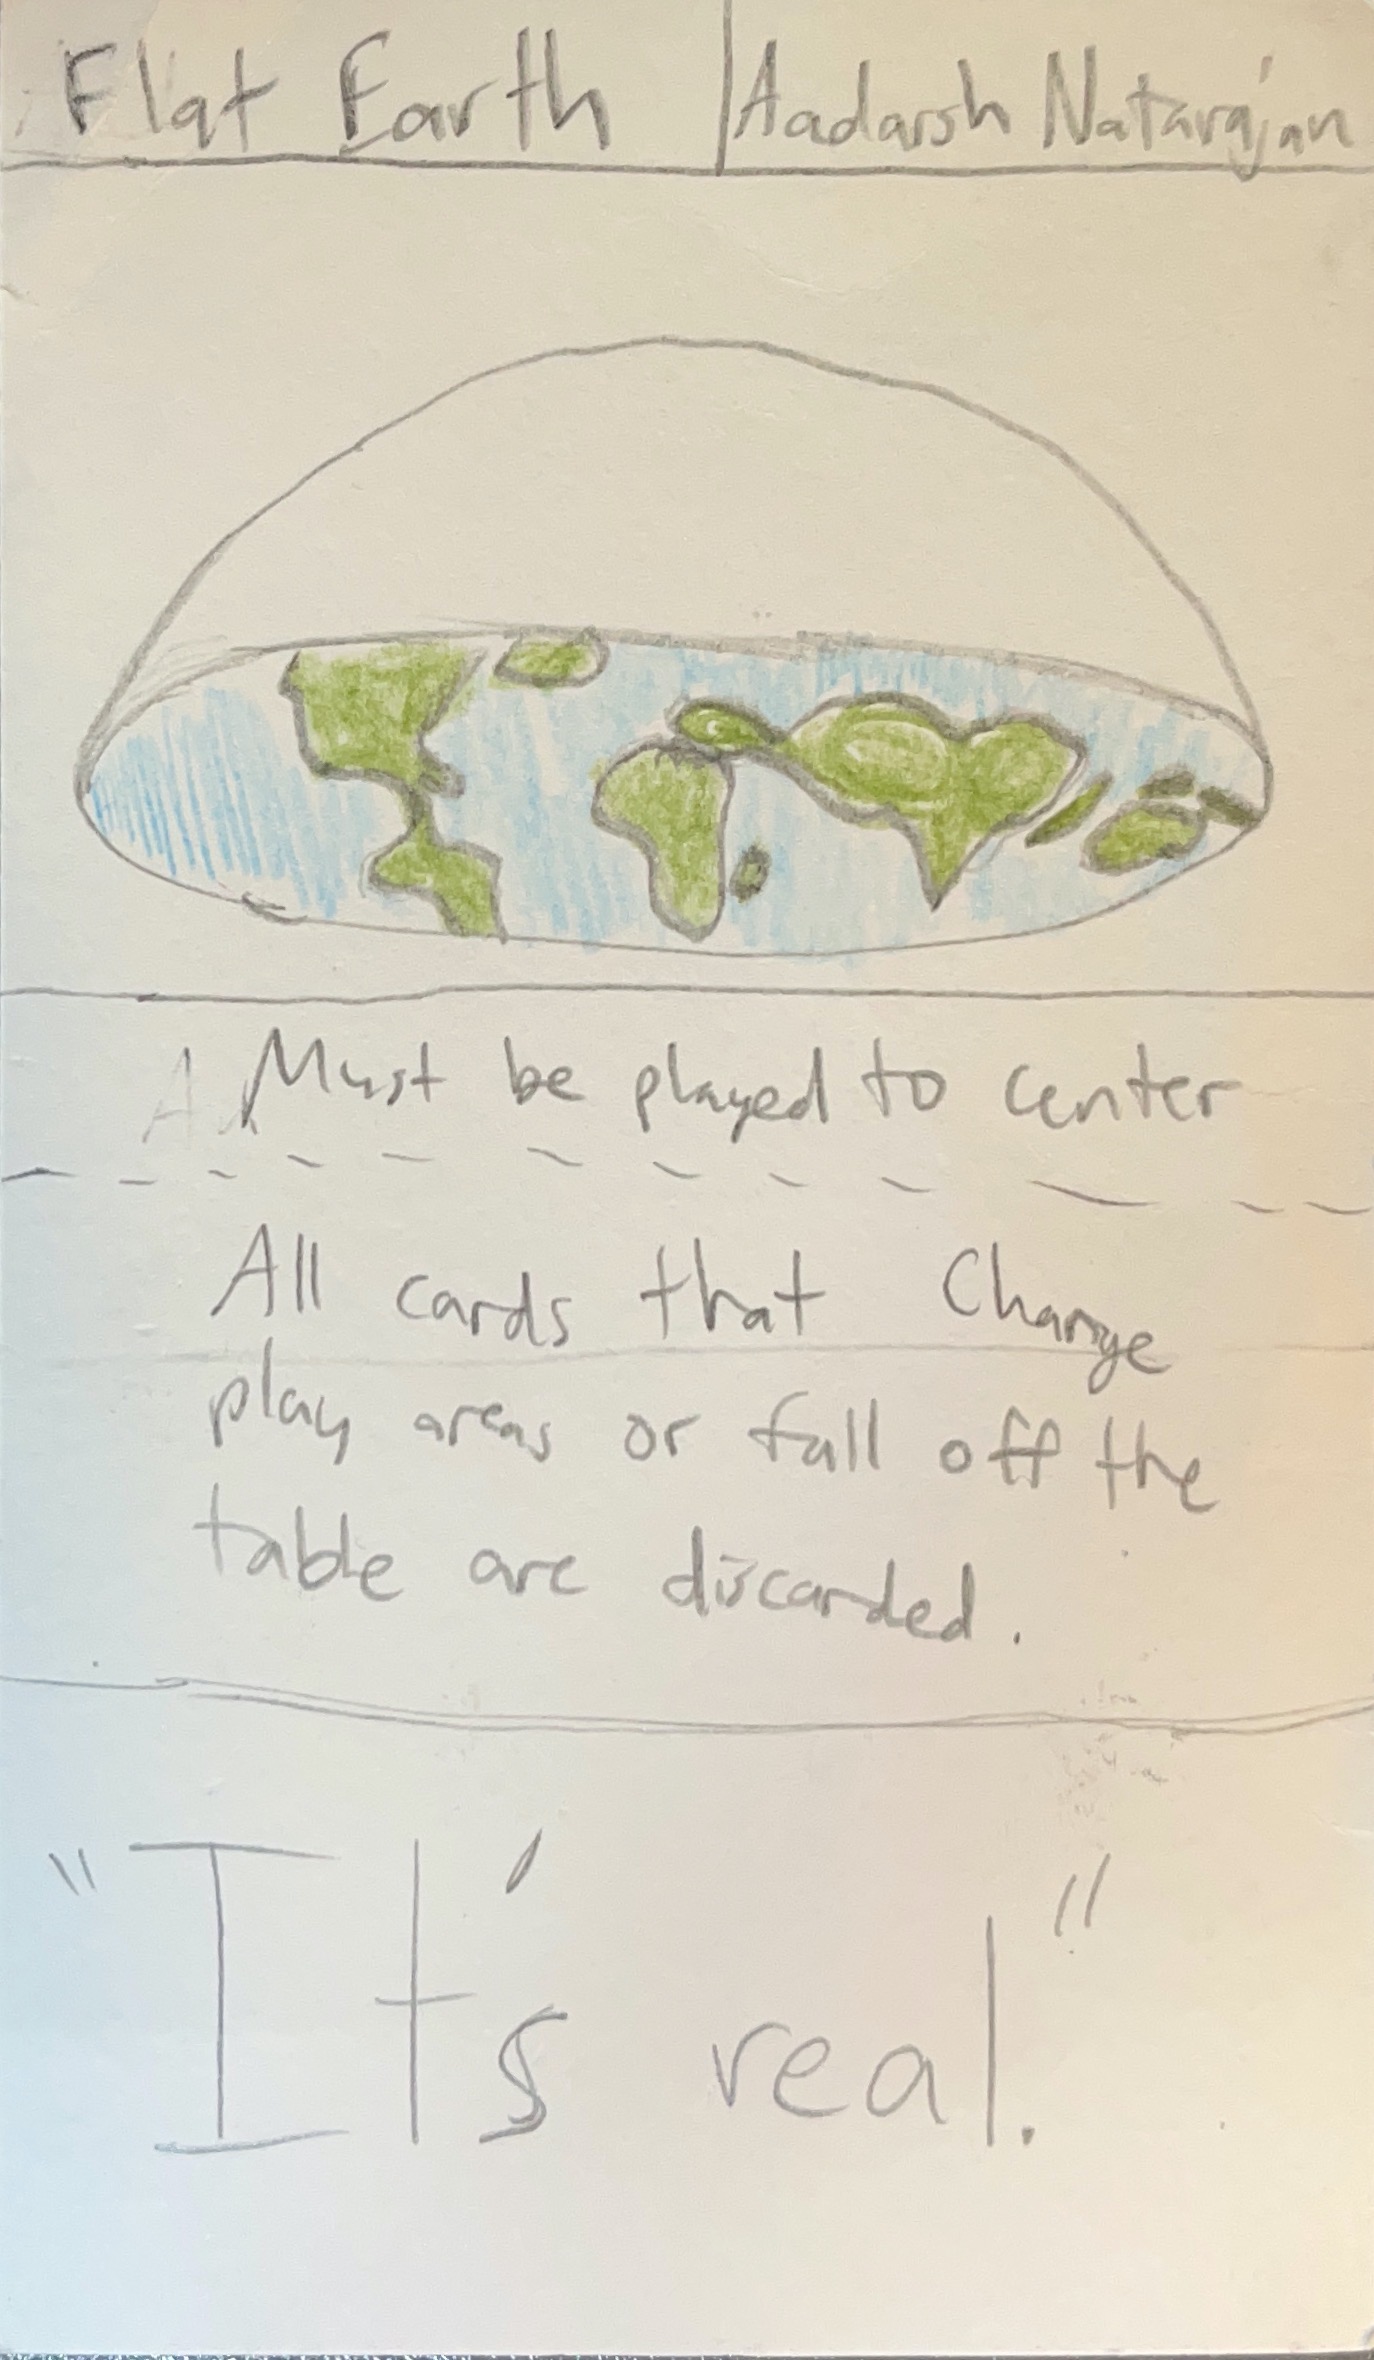 Flat Earth | Aadarsh Natarajan
Must be played to center
All cards that Change
play areas or fall off the
table are discarded.
"It's real."